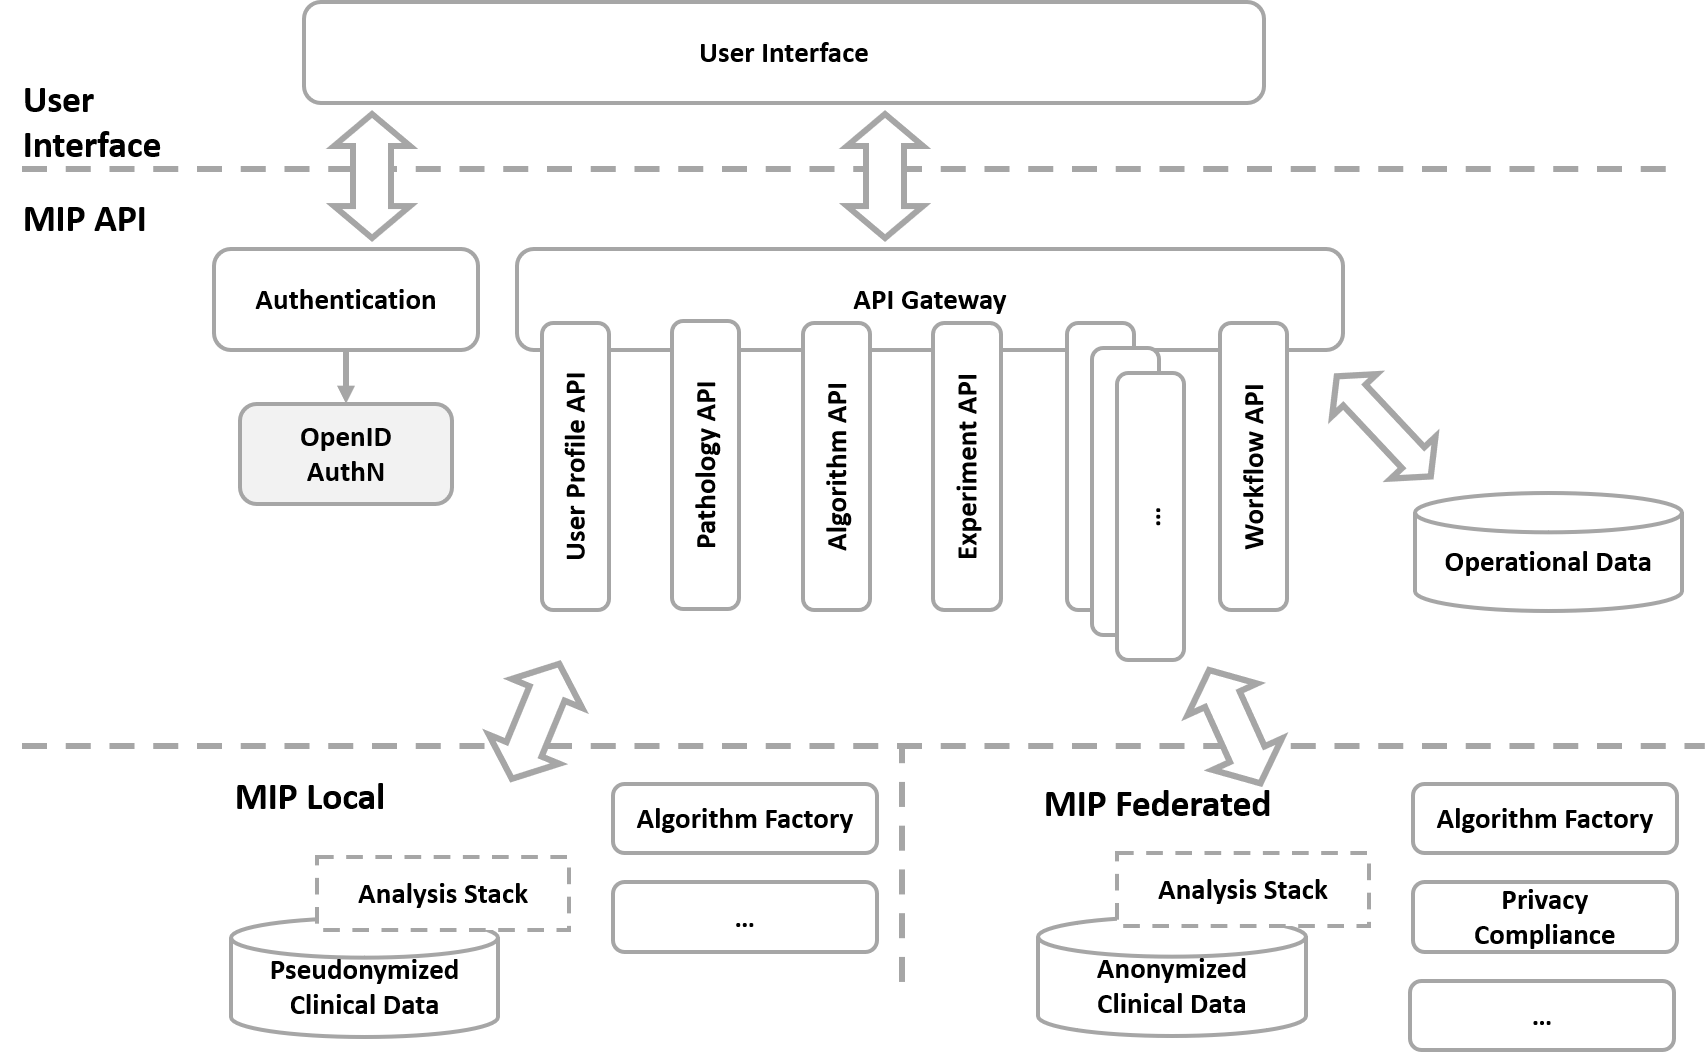 User Interface
User
Interface
MIP API
Authentication
API Gateway
OpenID
AuthN
User Profile API
Pathology API
Algorithm API
Experiment API
...
Workflow API
Operational Data
MIP Local
Algorithm Factory
Analysis Stack
...
Pseudonymized
Clinical Data
MIP Federated
Algorithm Factory
Analysis Stack
Privacy
Compliance
Anonymized
Clinical Data
...